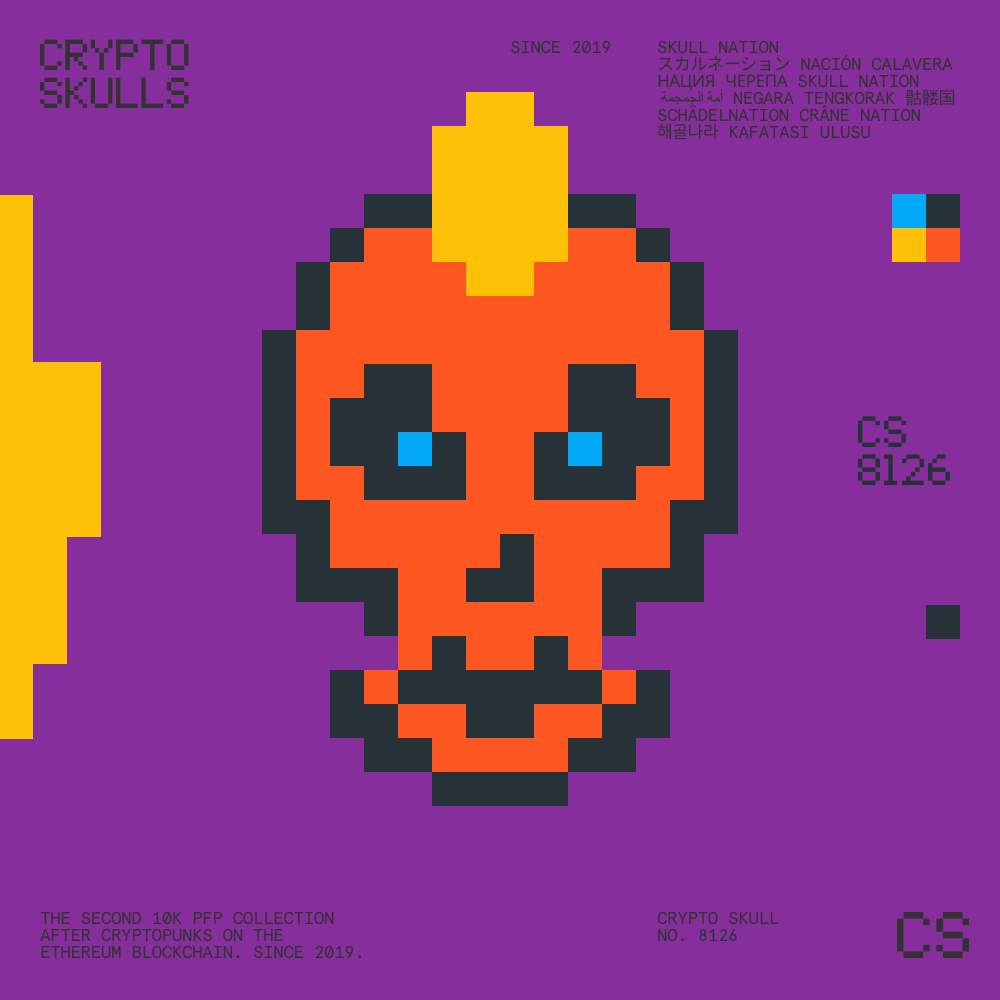 CRYPTO
SKULLS
SINCE 2019
SKULL NATION
スカルネーション NACIÓN CALAVERA
НАЦИЯ ЧЕРЕПА SKULL NATION
أمة الجمجمة NEGARA TENGKORAK 骷髅国
SCHÄDELNATION CRÂNE NATION
해골나라 KAFATASI ULUSU
CS
8126
THE SECOND 10K PFP COLLECTION
AFTER CRYPTOPUNKS ON THE
ETHEREUM BLOCKCHAIN. SINCE 2019.
CRYPTO SKULL
NO. 8126
CS